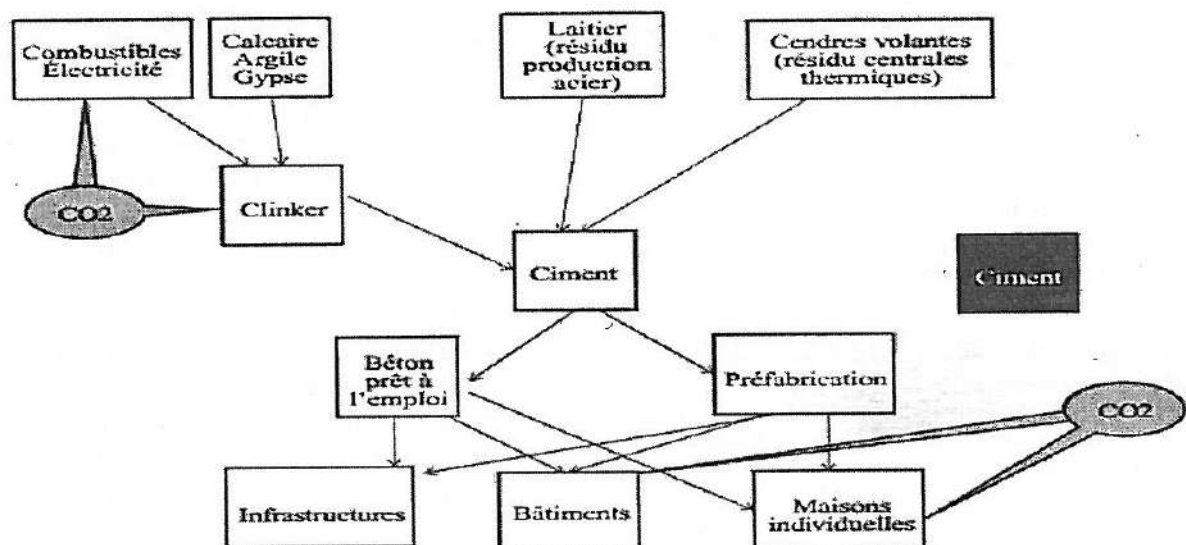 Combustibles
Électricité
Calcaire
Argile
Gypse
Laitier
(résidu
production
acier)
Cendres volantes
(résidu centrales
thermiques)
CO2
Clinker
Ciment
Ciment
Béton
prêt à
l'emploi
Préfabrication
CO2
Infrastructures
Bâtiments
Maisons
individuelles